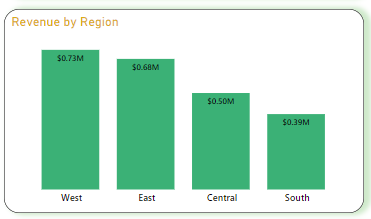 Revenue by Region
$0.73M
$0.68M
$0.50M
$0.39M
West East Central South